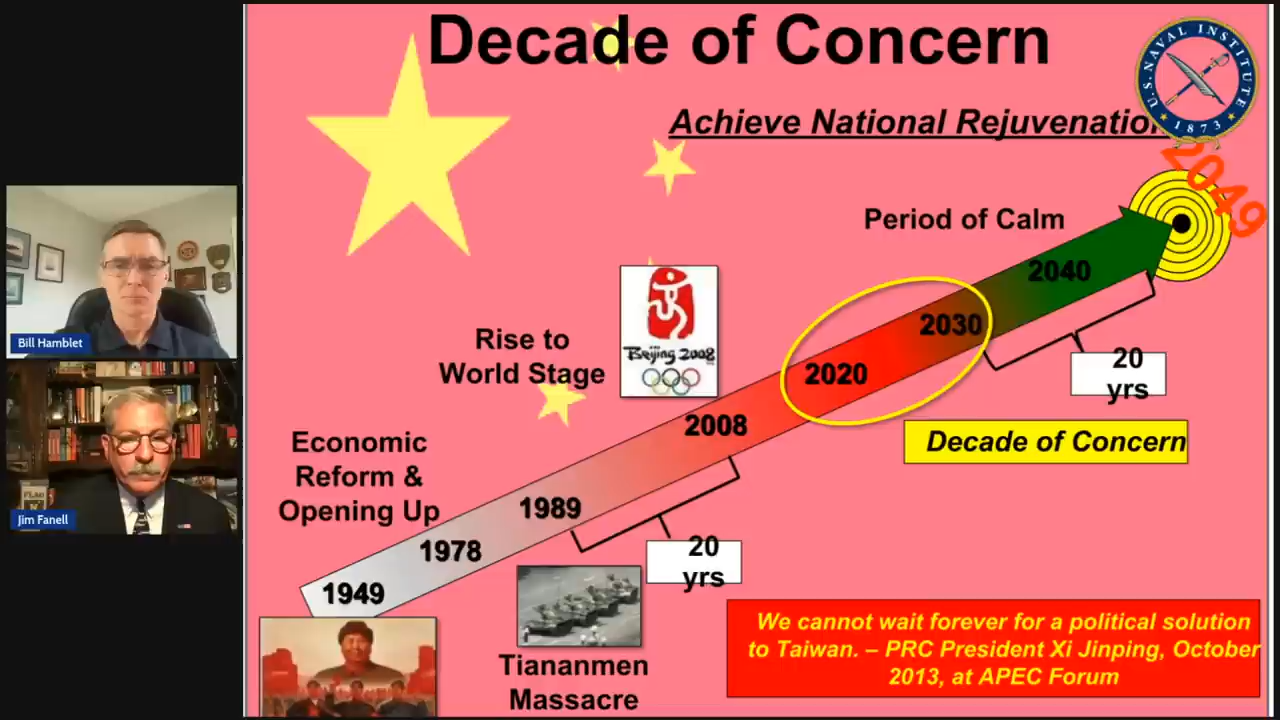 Decade of Concern
U.S. NAVAL INSTITUTE
1873
Achieve National Rejuvenation
2049
Period of Calm
2040
2030
20
yrs
2020
Decade of Concern
Rise to
World Stage
Beijing 2008
2008
Economic
Reform &
Opening Up
1989
20
yrs
1978
1949
Tiananmen
Massacre
We cannot wait forever for a political solution
to Taiwan. – PRC President Xi Jinping, October
2013, at APEC Forum
Bill Hamblet
Jim Fanell